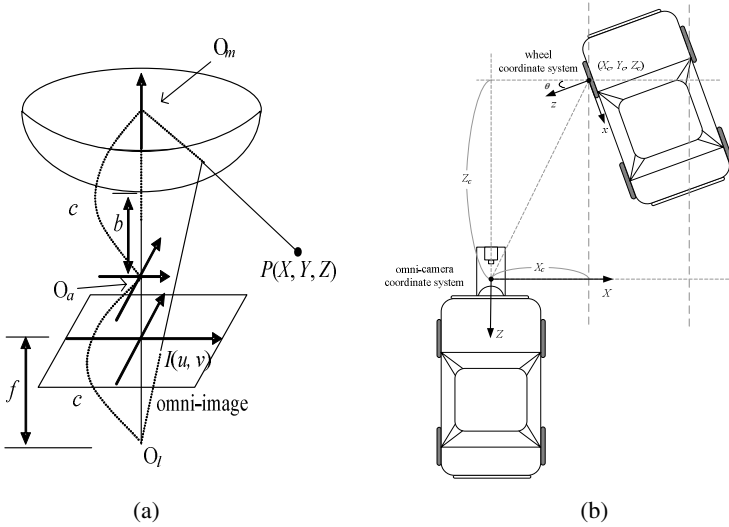 O_m
c
b
P(X, Y, Z)
O_a
I(u, v)
f
c
omni-image
O_l
(a)
(b)
wheel
coordinate system
(X_c, Y_c, Z_c)
θ
z
x
Z_c
omni-camera
coordinate system
X_c
X
Z